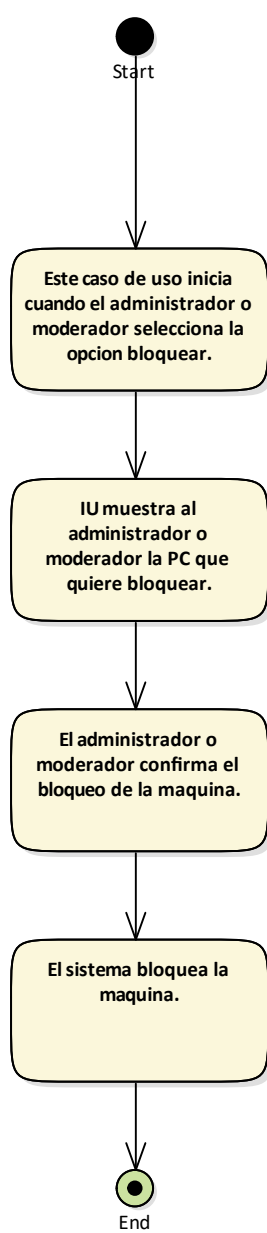 Start
Este caso de uso inicia
cuando el administrador o
moderador selecciona la
opcion bloquear.
IU muestra al
administrador o
moderador la PC que
quiere bloquear.
El administrador o
moderador confirma el
bloqueo de la maquina.
El sistema bloquea la
maquina.
End